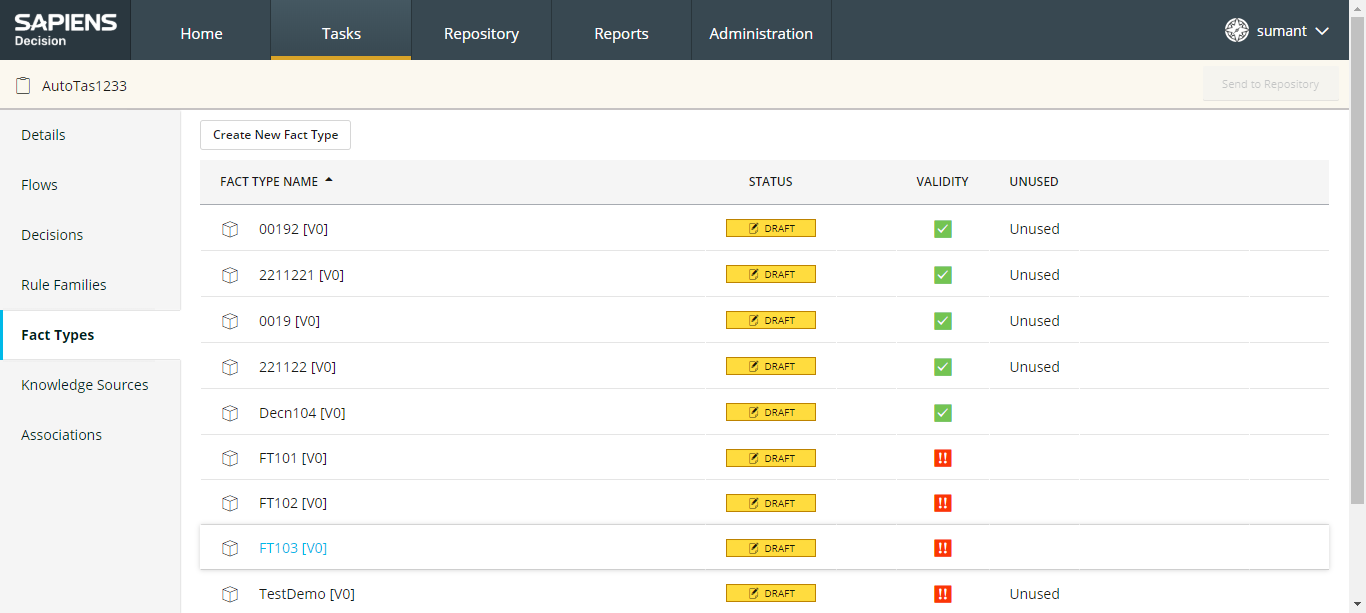 SAPIENS
Decision
Home
Tasks
Repository
Reports
Administration
sumant
AutoTas1233
Send to Repository
Details
Flows
Decisions
Rule Families
Fact Types
Knowledge Sources
Associations
Create New Fact Type
FACT TYPE NAME STATUS VALIDITY UNUSED
00192 [V0] DRAFT Unused
2211221 [V0] DRAFT Unused
0019 [V0] DRAFT Unused
221122 [V0] DRAFT Unused
Decn104 [V0] DRAFT
FT101 [V0] DRAFT !!
FT102 [V0] DRAFT !!
FT103 [V0] DRAFT !!
TestDemo [V0] DRAFT !! Unused